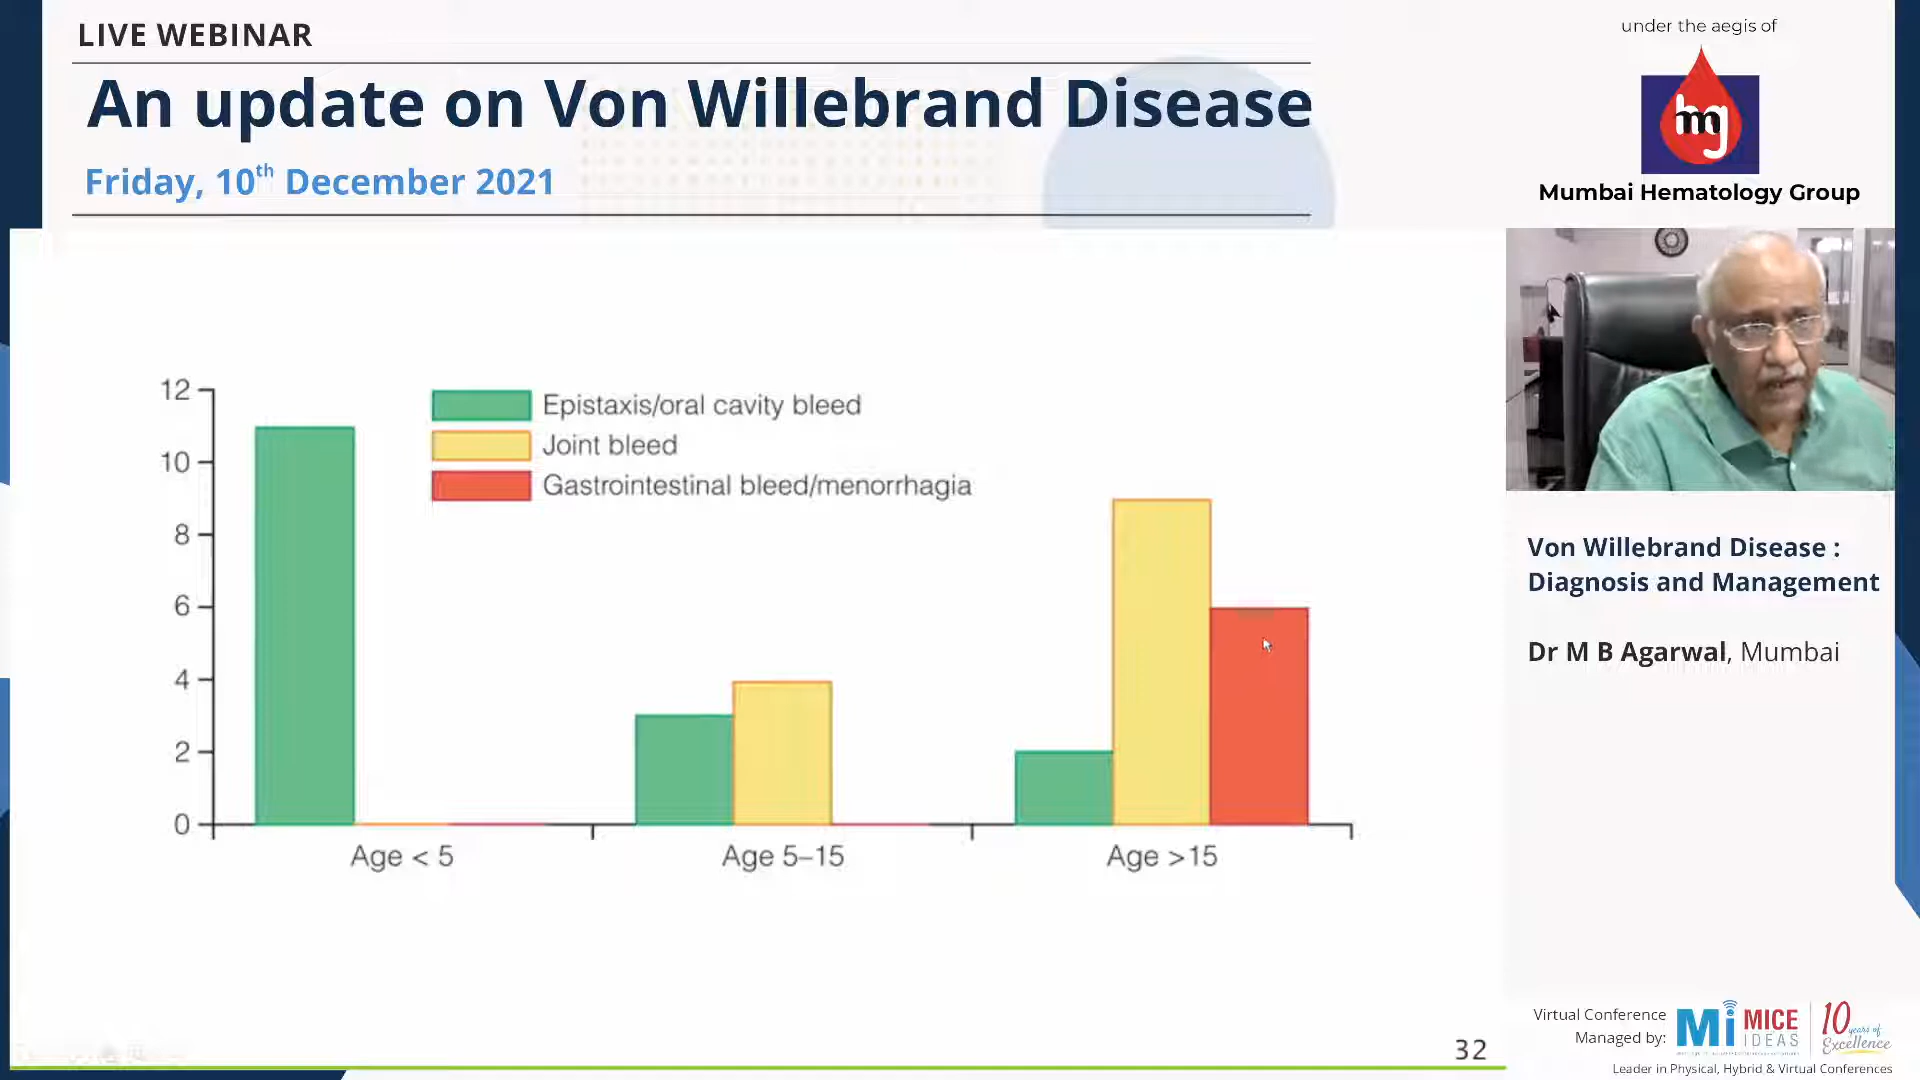 LIVE WEBINAR
An update on Von Willebrand Disease
Friday, 10th December 2021
under the aegis of
mg
Mumbai Hematology Group
12
10
8
6
4
2
0
Epistaxis/oral cavity bleed
Joint bleed
Gastrointestinal bleed/menorrhagia
Age < 5
Age 5–15
Age >15
32
Von Willebrand Disease :
Diagnosis and Management
Dr M B Agarwal, Mumbai
Virtual Conference
Managed by:
Mi MICE
IDEAS
10 years of
Excellence
Leader in Physical, Hybrid & Virtual Conferences